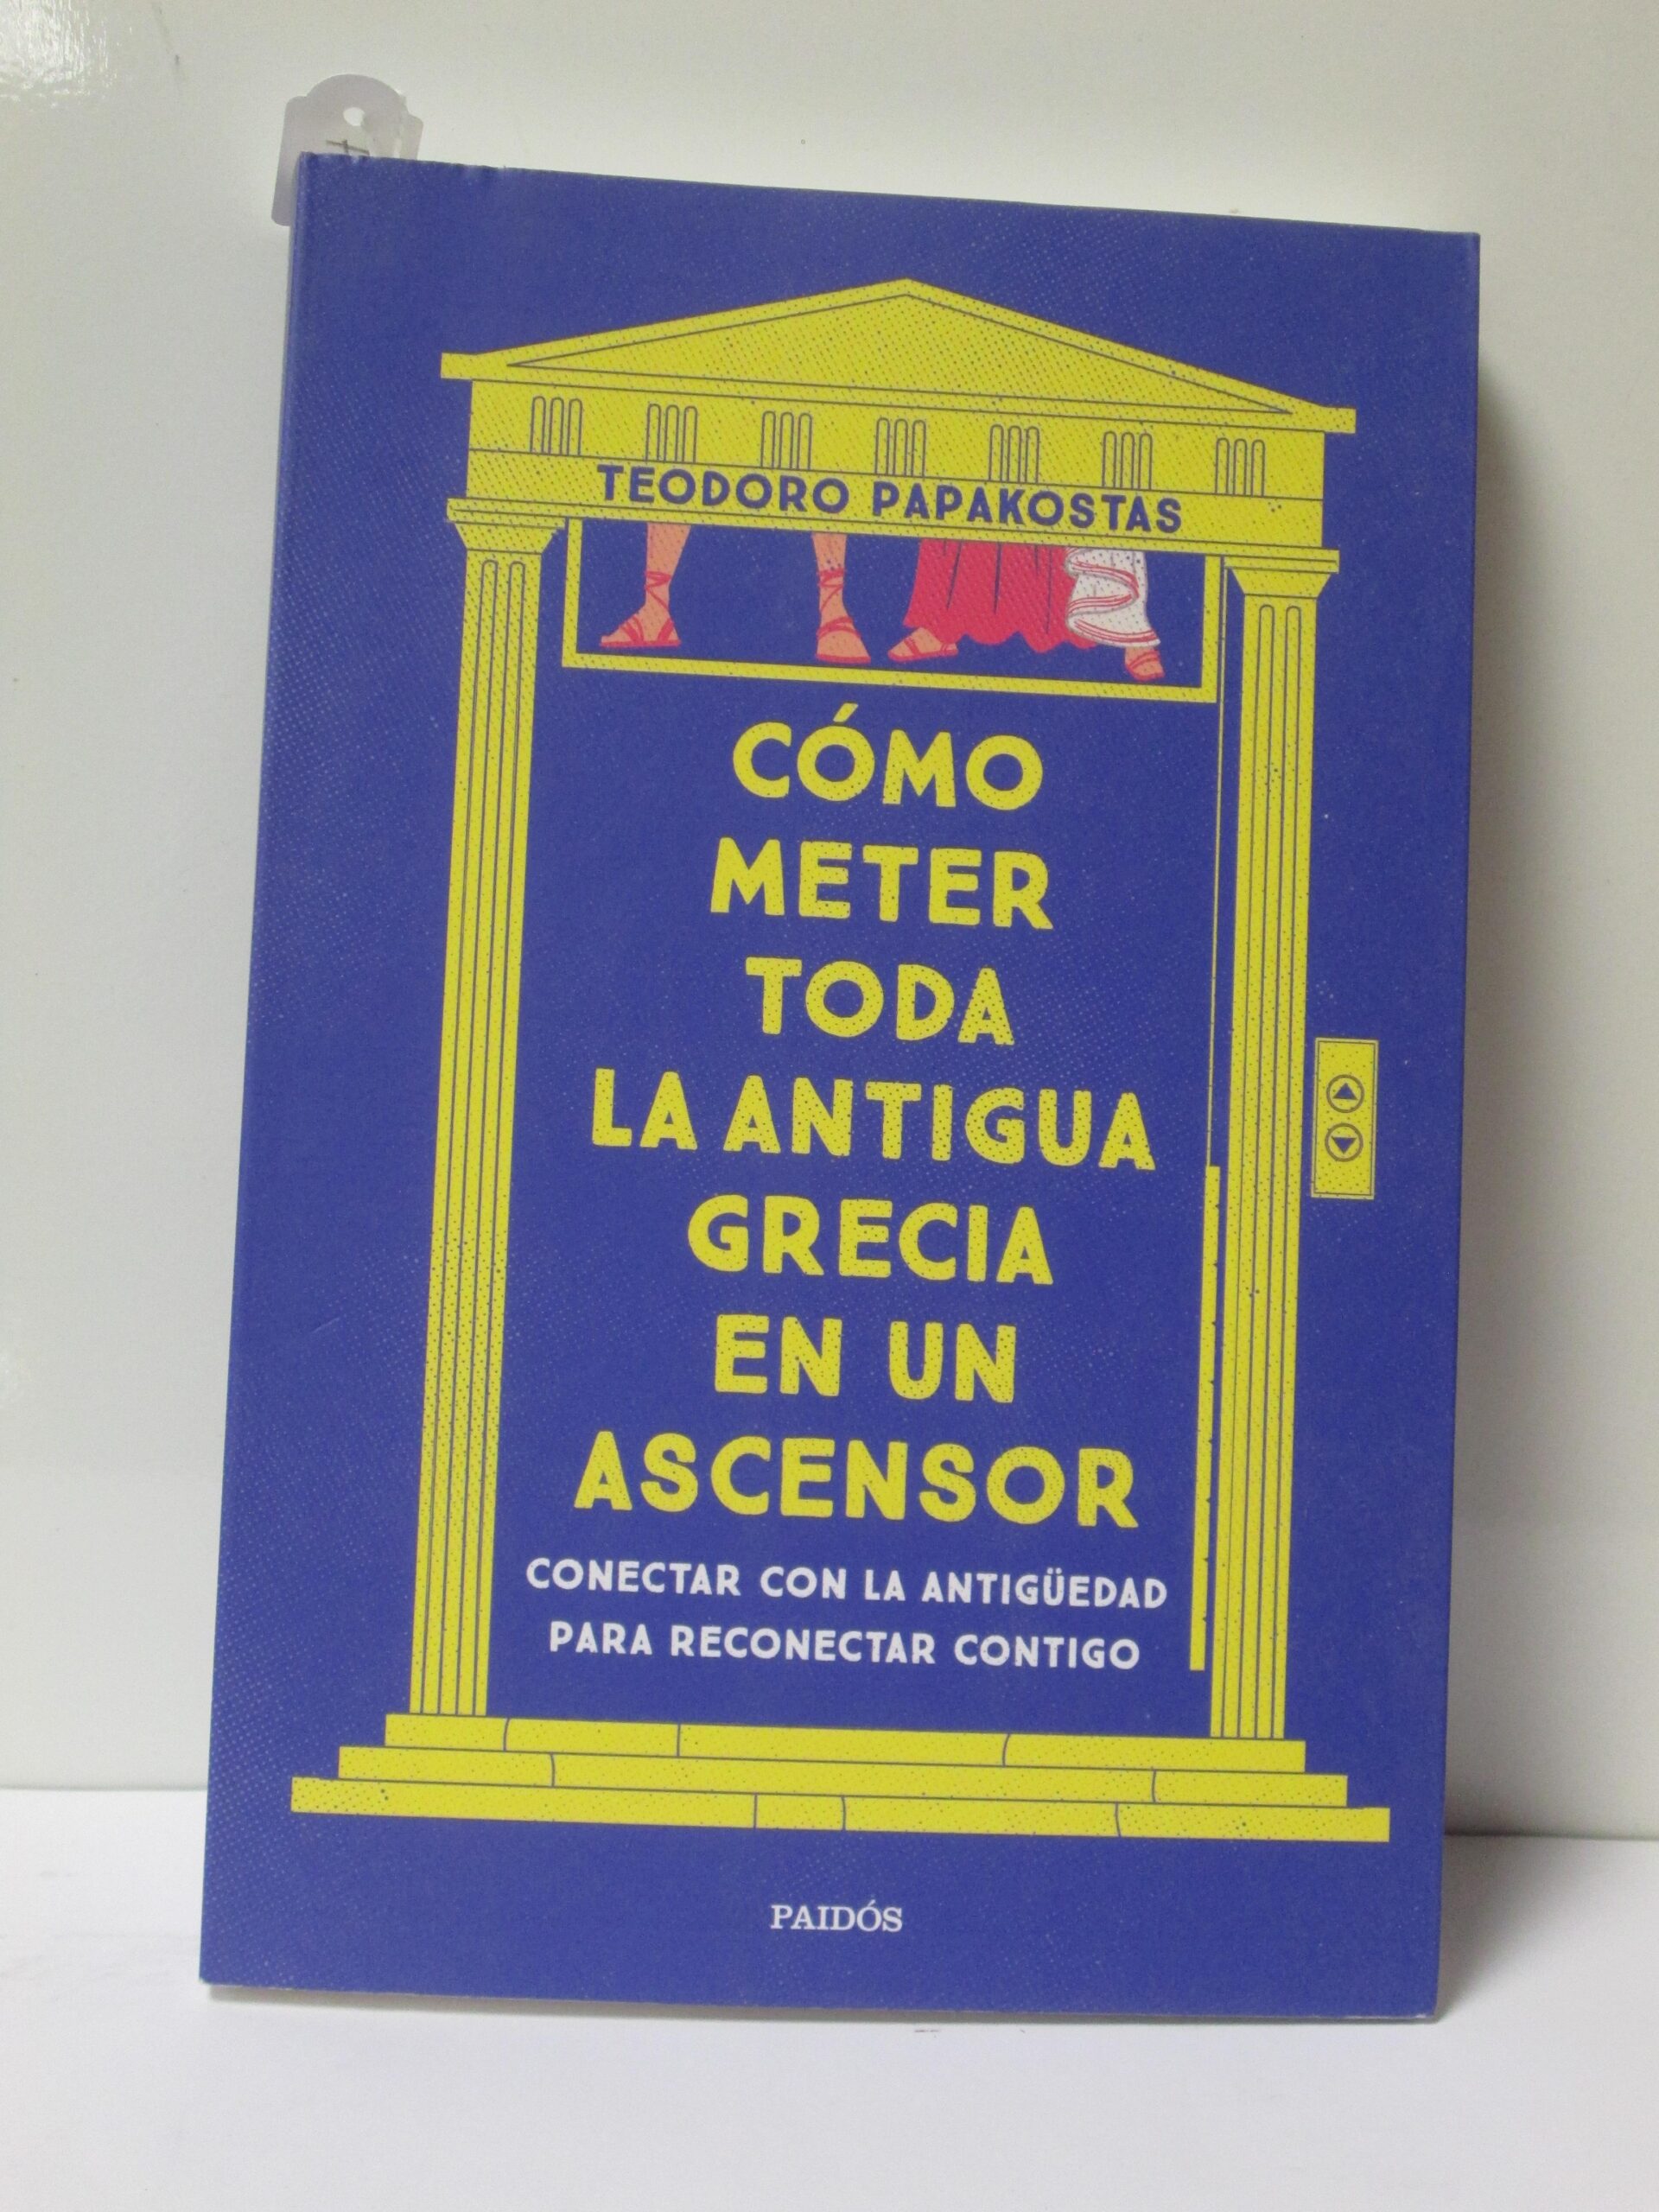 TEODORO PAPAKOSTAS
CÓMO
METER
TODA
LA ANTIGUA
GRECIA
EN UN
ASCENSOR
CONECTAR CON LA ANTIGÜEDAD
PARA RECONECTAR CONTIGO
PAIDÓS